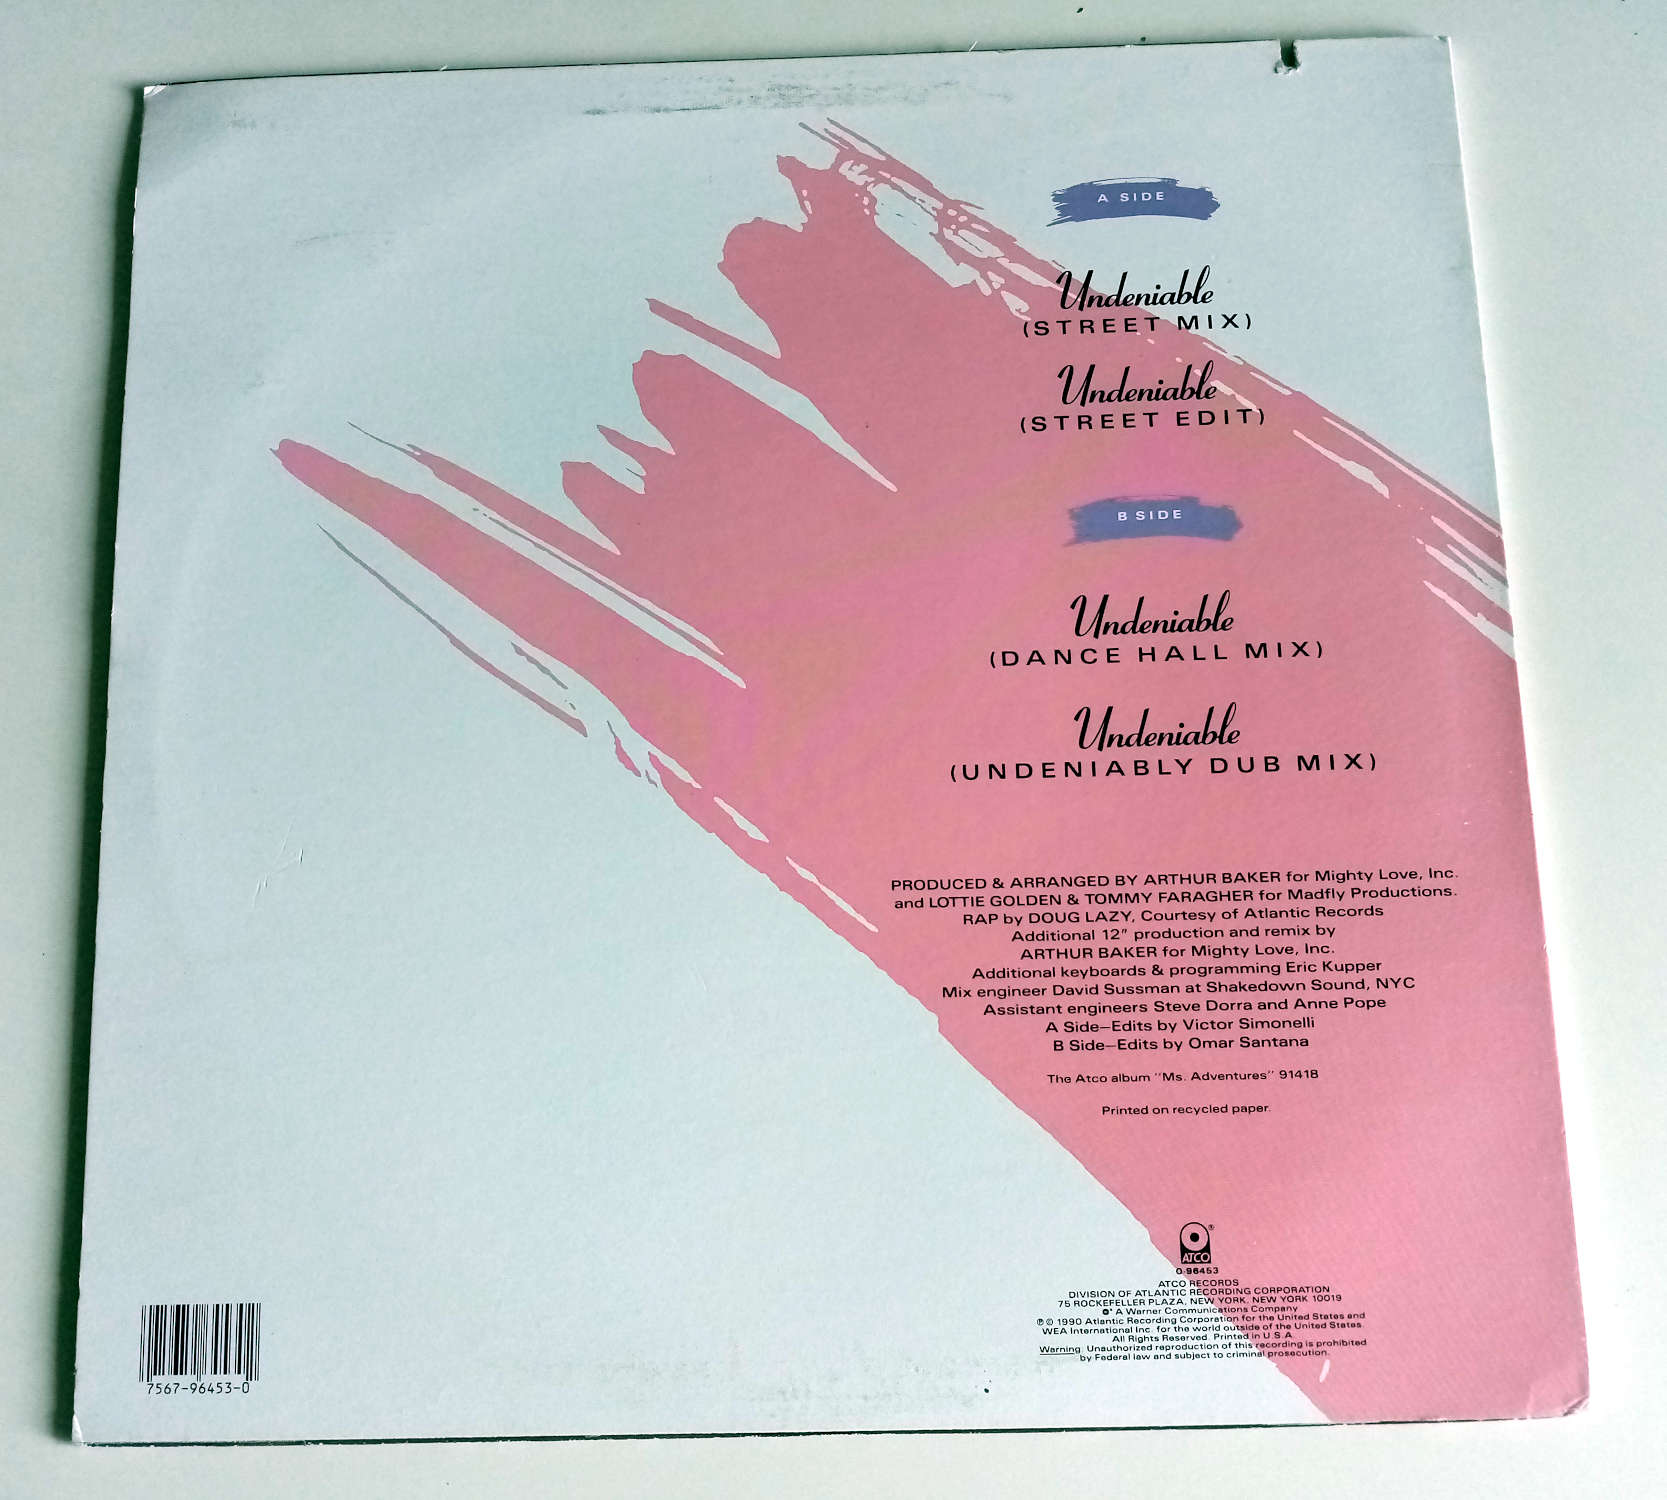 A SIDE
Undeniable
(STREET MIX)
Undeniable
(STREET EDIT)
B SIDE
Undeniable
(DANCE HALL MIX)
Undeniable
(UNDENIABLY DUB MIX)
PRODUCED & ARRANGED BY ARTHUR BAKER for Mighty Love, Inc.
and LOTTIE GOLDEN & TOMMY FARAGHER for Madfly Productions.
RAP by DOUG LAZY, Courtesy of Atlantic Records
Additional 12" production and remix by
ARTHUR BAKER for Mighty Love, Inc.
Additional keyboards & programming Eric Kupper
Mix engineer David Sussman at Shakedown Sound, NYC
Assistant engineers Steve Dorra and Anne Pope
A Side—Edits by Victor Simonelli
B Side—Edits by Omar Santana
The Atco album "Ms. Adventures" 91418
Printed on recycled paper.
ATCO®
0-96453
ATCO RECORDS
DIVISION OF ATLANTIC RECORDING CORPORATION
75 ROCKEFELLER PLAZA, NEW YORK, NEW YORK 10019
A Warner Communications Company
℗© 1990 Atlantic Recording Corporation for the United States and
WEA International Inc. for the world outside of the United States.
All Rights Reserved. Printed in U.S.A.
Warning: Unauthorized reproduction of this recording is prohibited
by Federal law and subject to criminal prosecution.
7567-96453-0